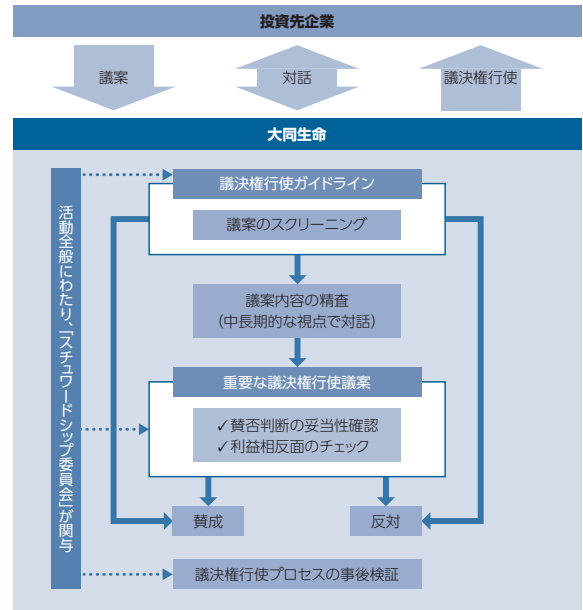 投資先企業
議案
対話
議決権行使
大同生命
活動全般にわたり、「スチュワードシップ委員会」が関与
議決権行使ガイドライン
議案のスクリーニング
議案内容の精査
(中長期的な視点で対話)
重要な議決権行使議案
✓賛否判断の妥当性確認
✓利益相反面のチェック
賛成
反対
議決権行使プロセスの事後検証